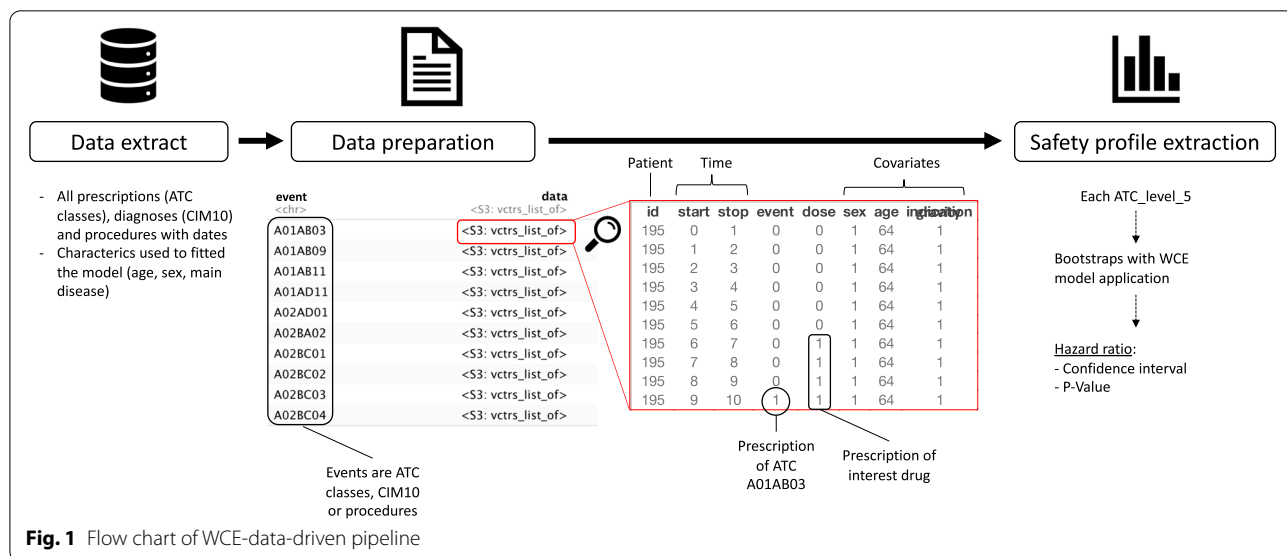 Data extract
Data preparation
Safety profile extraction
- All prescriptions (ATC
classes), diagnoses (CIM10)
and procedures with dates
- Characterics used to fitted
the model (age, sex, main
disease)
event data
<chr> <S3: vctrs_list_of>
A01AB03 <S3: vctrs_list_of>
A01AB09 <S3: vctrs_list_of>
A01AB11 <S3: vctrs_list_of>
A01AD11 <S3: vctrs_list_of>
A02AD01 <S3: vctrs_list_of>
A02BA02 <S3: vctrs_list_of>
A02BC01 <S3: vctrs_list_of>
A02BC02 <S3: vctrs_list_of>
A02BC03 <S3: vctrs_list_of>
A02BC04 <S3: vctrs_list_of>
Events are ATC
classes, CIM10
or procedures
Patient Time Covariates
id start stop event dose sex age indication
195 0 1 0 0 1 64 1
195 1 2 0 0 1 64 1
195 2 3 0 0 1 64 1
195 3 4 0 0 1 64 1
195 4 5 0 0 1 64 1
195 5 6 0 0 1 64 1
195 6 7 0 1 1 64 1
195 7 8 0 1 1 64 1
195 8 9 0 1 1 64 1
195 9 10 1 1 1 64 1
Prescription
of ATC
A01AB03
Prescription of
interest drug
Each ATC_level_5
Bootstraps with WCE
model application
Hazard ratio:
- Confidence interval
- P-Value
Fig. 1 Flow chart of WCE-data-driven pipeline